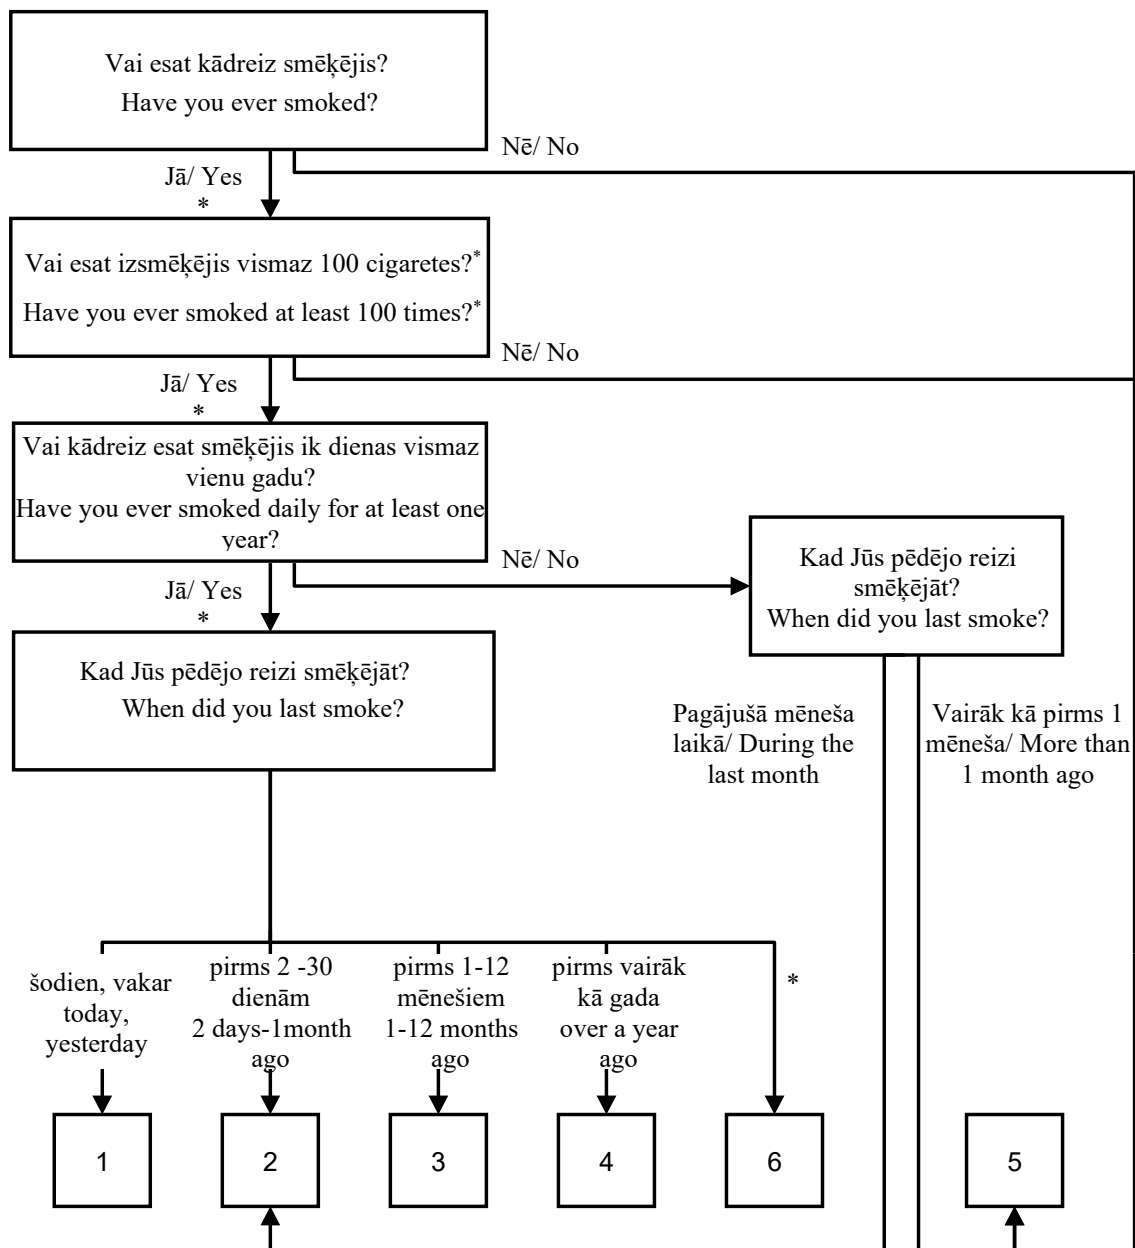 Vai esat kādreiz smēķējis?
Have you ever smoked?
Nē/ No
Jā/ Yes
*
Vai esat izsmēķējis vismaz 100 cigaretes?*
Have you ever smoked at least 100 times?*
Nē/ No
Jā/ Yes
*
Vai kādreiz esat smēķējis ik dienas vismaz
vienu gadu?
Have you ever smoked daily for at least one
year?
Nē/ No
Jā/ Yes
*
Kad Jūs pēdējo reizi
smēķējāt?
When did you last smoke?
Kad Jūs pēdējo reizi smēķējāt?
When did you last smoke?
Pagājušā mēneša
laikā/ During the
last month
Vairāk kā pirms 1
mēneša/ More than
1 month ago
šodien, vakar
today,
yesterday
pirms 2 -30
dienām
2 days-1month
ago
pirms 1-12
mēnešiem
1-12 months
ago
pirms vairāk
kā gada
over a year
ago
*
1
2
3
4
6
5